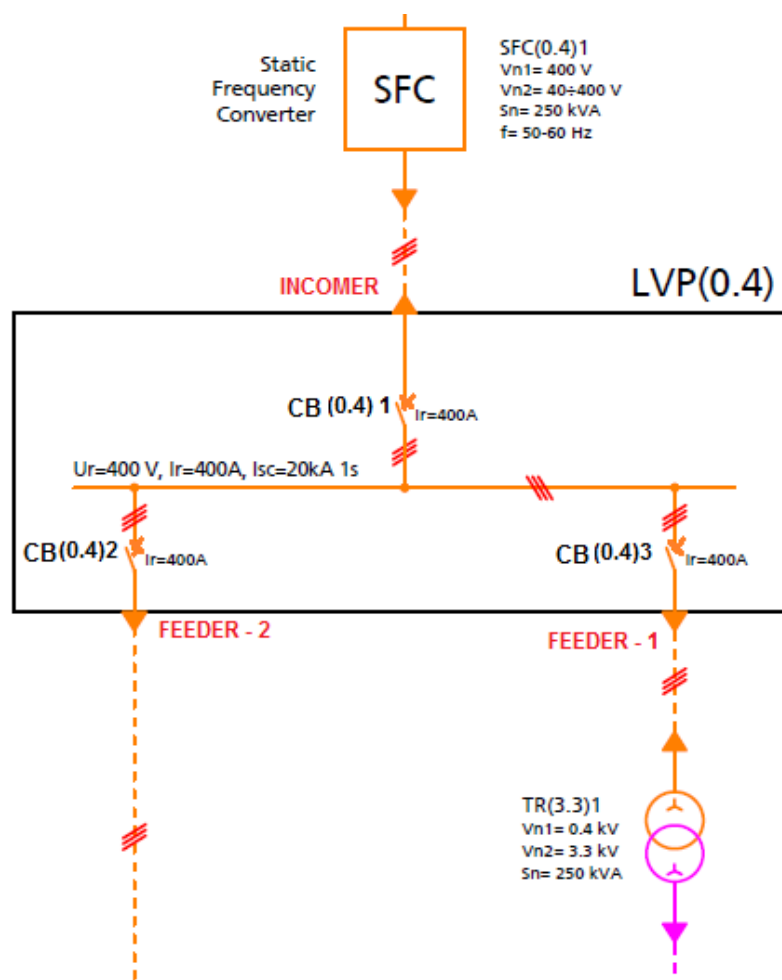 Static
Frequency
Converter
SFC
SFC(0.4)1
Vn1= 400 V
Vn2= 40÷400 V
Sn= 250 kVA
f= 50-60 Hz
INCOMER
LVP(0.4)
CB(0.4) 1
Ir=400A
Ur=400 V, Ir=400A, Isc=20kA 1s
CB(0.4)2
Ir=400A
CB(0.4)3
Ir=400A
FEEDER - 2
FEEDER - 1
TR(3.3)1
Vn1= 0.4 kV
Vn2= 3.3 kV
Sn= 250 kVA